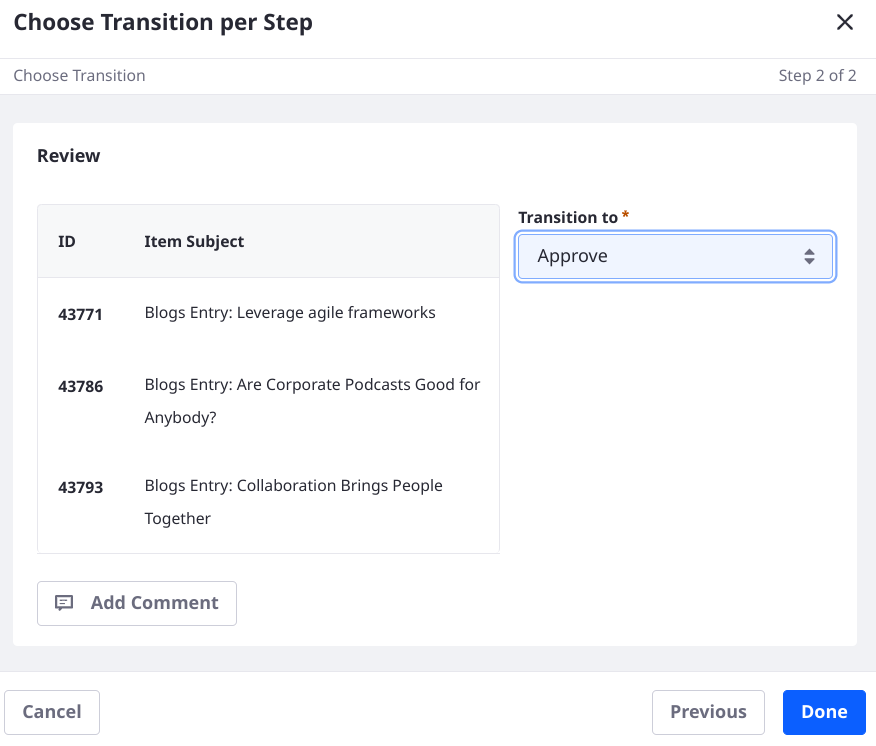 Choose Transition per Step
Choose Transition
Step 2 of 2
Review
ID
Item Subject
43771
Blogs Entry: Leverage agile frameworks
43786
Blogs Entry: Are Corporate Podcasts Good for
Anybody?
43793
Blogs Entry: Collaboration Brings People
Together
Transition to *
Approve
Add Comment
Cancel
Previous
Done